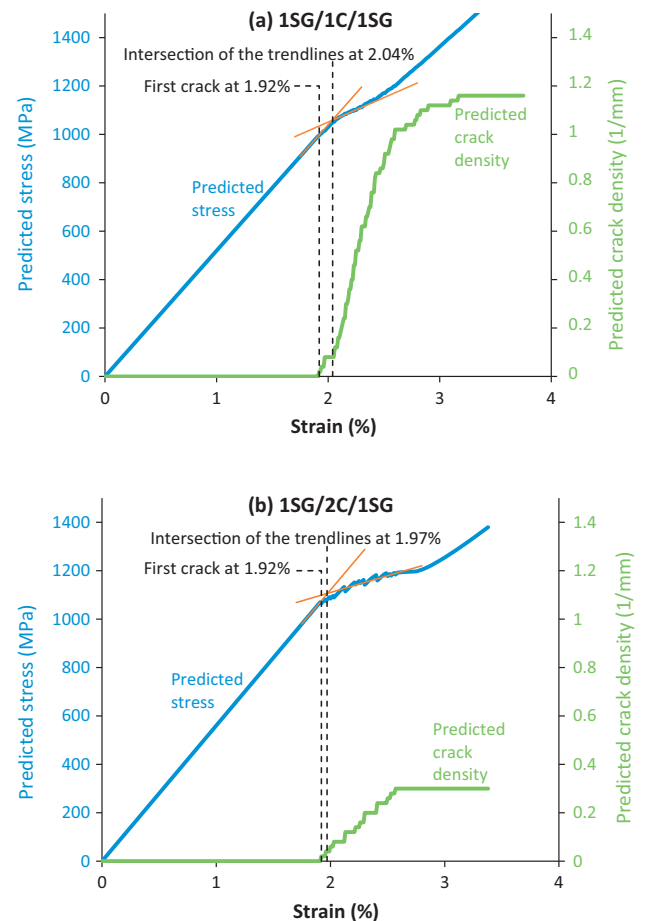 (a) 1SG/1C/1SG
Intersection of the trendlines at 2.04%
First crack at 1.92%
Predicted stress (MPa)
1400
1200
1000
800
600
400
200
0
Predicted
stress
Predicted
crack
density
1.4
1.2
1
0.8
0.6
0.4
0.2
0
Predicted crack density (1/mm)
0
1
2
3
4
Strain (%)
(b) 1SG/2C/1SG
Intersection of the trendlines at 1.97%
First crack at 1.92%
Predicted stress (MPa)
1400
1200
1000
800
600
400
200
0
Predicted
stress
Predicted
crack
density
1.4
1.2
1
0.8
0.6
0.4
0.2
0
Predicted crack density (1/mm)
0
1
2
3
4
Strain (%)